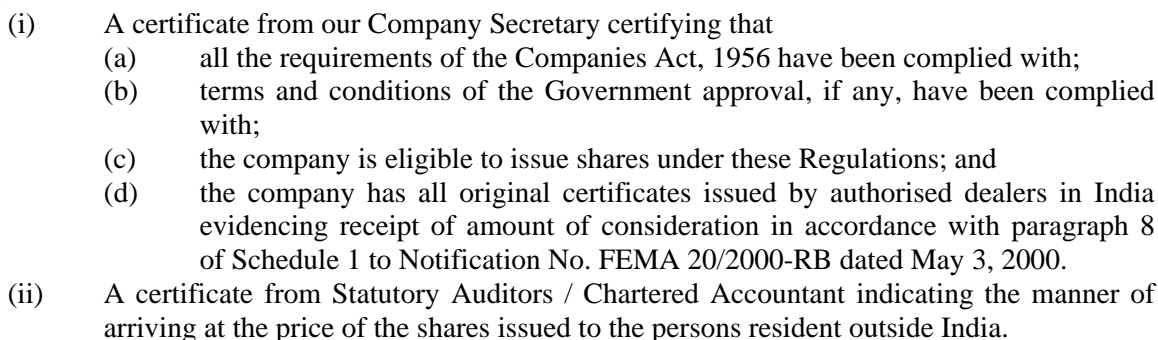 (i) A certificate from our Company Secretary certifying that
(a) all the requirements of the Companies Act, 1956 have been complied with;
(b) terms and conditions of the Government approval, if any, have been complied
with;
(c) the company is eligible to issue shares under these Regulations; and
(d) the company has all original certificates issued by authorised dealers in India
evidencing receipt of amount of consideration in accordance with paragraph 8
of Schedule 1 to Notification No. FEMA 20/2000-RB dated May 3, 2000.
(ii) A certificate from Statutory Auditors / Chartered Accountant indicating the manner of
arriving at the price of the shares issued to the persons resident outside India.